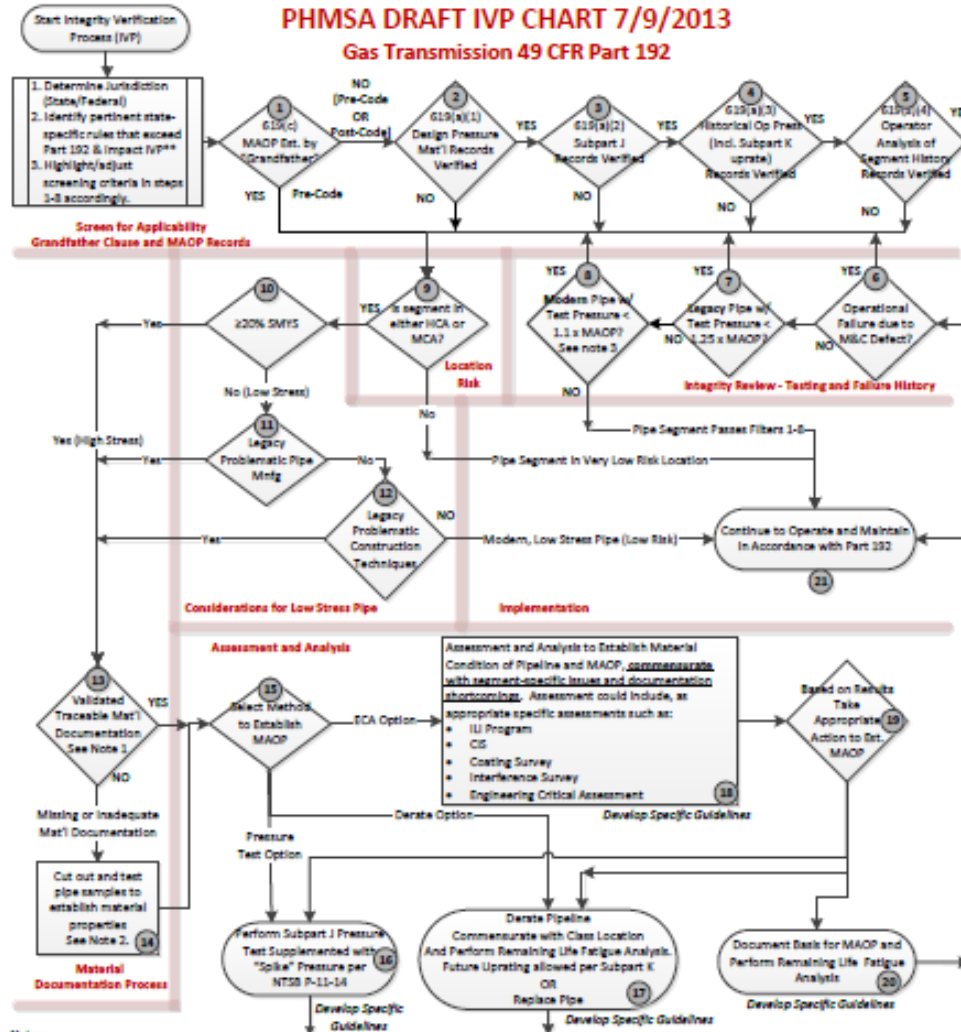 PHMSA DRAFT IVP CHART 7/9/2013
Gas Transmission 49 CFR Part 192
Start Integrity Verification
Process (IVP)
1. Determine Jurisdiction
(State/Federal)
2. Identify pertinent state-
specific rules that exceed
Part 192 & Impact IVP**
3. Highlight/adjust
screening criteria in steps
1-8 accordingly.
1
619(c)
MAOP Est. by
"Grandfather"
NO
(Pre-Code
OR
Post-Code)
YES
Pre-Code
2
619(a)(1)
Design Pressure
Mat'l Records
Verified
YES
NO
3
619(a)(2)
Subpart J
Records Verified
YES
NO
4
619(a)(3)
Historical Op Press
(Incl. Subpart K
uprate)
Records Verified
YES
NO
5
619(a)(4)
Operator
Analysis of
Segment History
Records Verified
NO
Screen for Applicability
Grandfather Clause and MAOP Records
10
≥20% SMYS
Yes
No (Low Stress)
Yes (High Stress)
9
YES
Is segment in
either HCA or
MCA?
No
Location
Risk
YES
8
Modern Pipe w/
Test Pressure <
1.1 x MAOP?
See note 3
NO
YES
7
Legacy Pipe w/
Test Pressure <
1.25 x MAOP?
NO
YES
6
Operational
Failure due to
M&C Defect?
NO
Integrity Review - Testing and Failure History
Pipe Segment Passes Filters 1-8
Pipe Segment In Very Low Risk Location
11
Legacy
Problematic Pipe
Mnfg
Yes
No
12
Legacy
Problematic
Construction
Techniques
Yes
NO
Modern, Low Stress Pipe (Low Risk)
Continue to Operate and Maintain
In Accordance with Part 192
21
Considerations for Low Stress Pipe
Implementation
Assessment and Analysis
13
Validated
Traceable Mat'l
Documentation
See Note 1
YES
NO
Missing or Inadequate
Mat'l Documentation
Cut out and test
pipe samples to
establish material
properties
See Note 2.
14
Material
Documentation Process
15
Select Method
to Establish
MAOP
ECA Option
Derate Option
Pressure
Test Option
Assessment and Analysis to Establish Material
Condition of Pipeline and MAOP, commensurate
with segment-specific issues and documentation
shortcomings. Assessment could include, as
appropriate specific assessments such as:
• ILI Program
• CIS
• Coating Survey
• Interference Survey
• Engineering Critical Assessment
18
Develop Specific Guidelines
Based on Results
Take
Appropriate
Action to Est.
MAOP
19
Perform Subpart J Pressure
Test Supplemented with
"Spike" Pressure per
NTSB P-11-14
16
Develop Specific
Guidelines
Derate Pipeline
Commensurate with Class Location
And Perform Remaining Life Fatigue Analysis.
Future Uprating allowed per Subpart K
OR
Replace Pipe
17
Develop Specific Guidelines
Document Basis for MAOP and
Perform Remaining Life Fatigue
Analysis
20
Develop Specific Guidelines